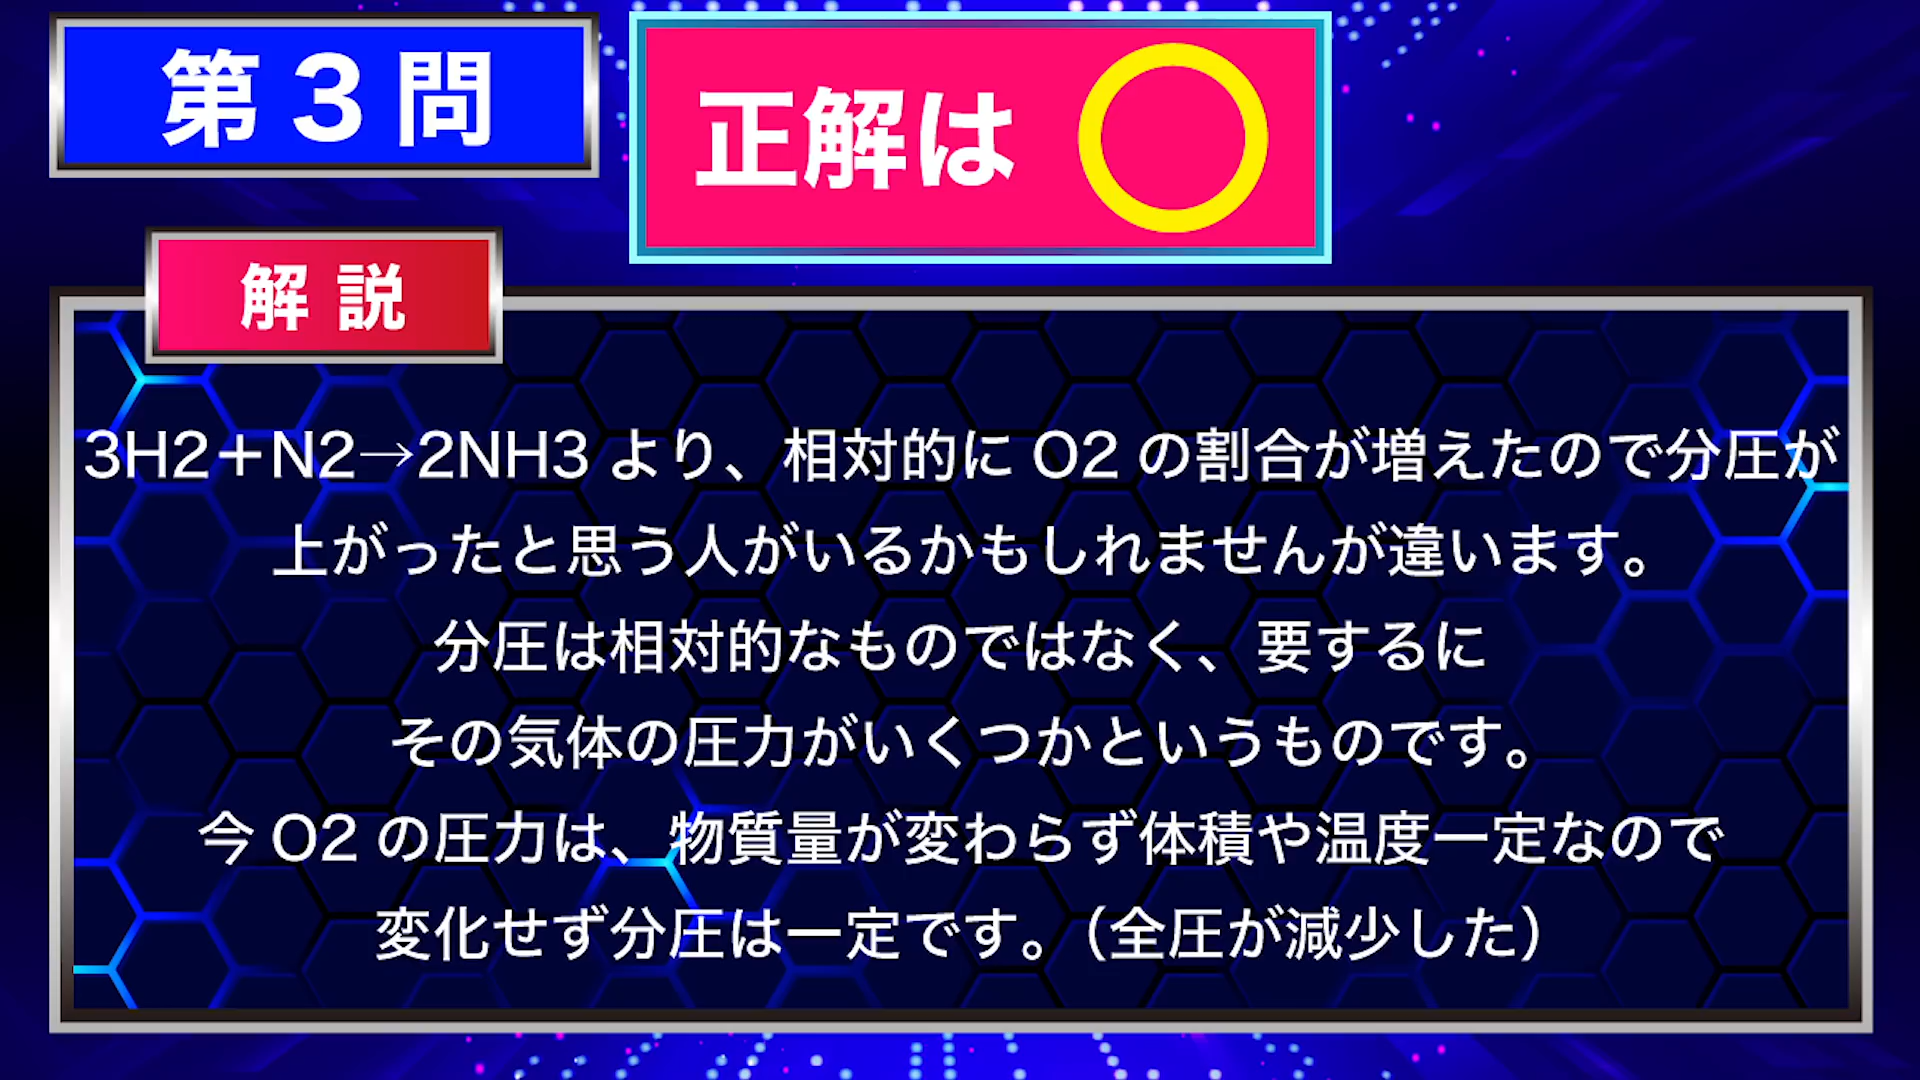 第3問
正解は ○
解説
3H2＋N2→2NH3 より、相対的に O2 の割合が増えたので分圧が
上がったと思う人がいるかもしれませんが違います。
分圧は相対的なものではなく、要するに
その気体の圧力がいくつかというものです。
今 O2 の圧力は、物質量が変わらず体積や温度一定なので
変化せず分圧は一定です。（全圧が減少した）